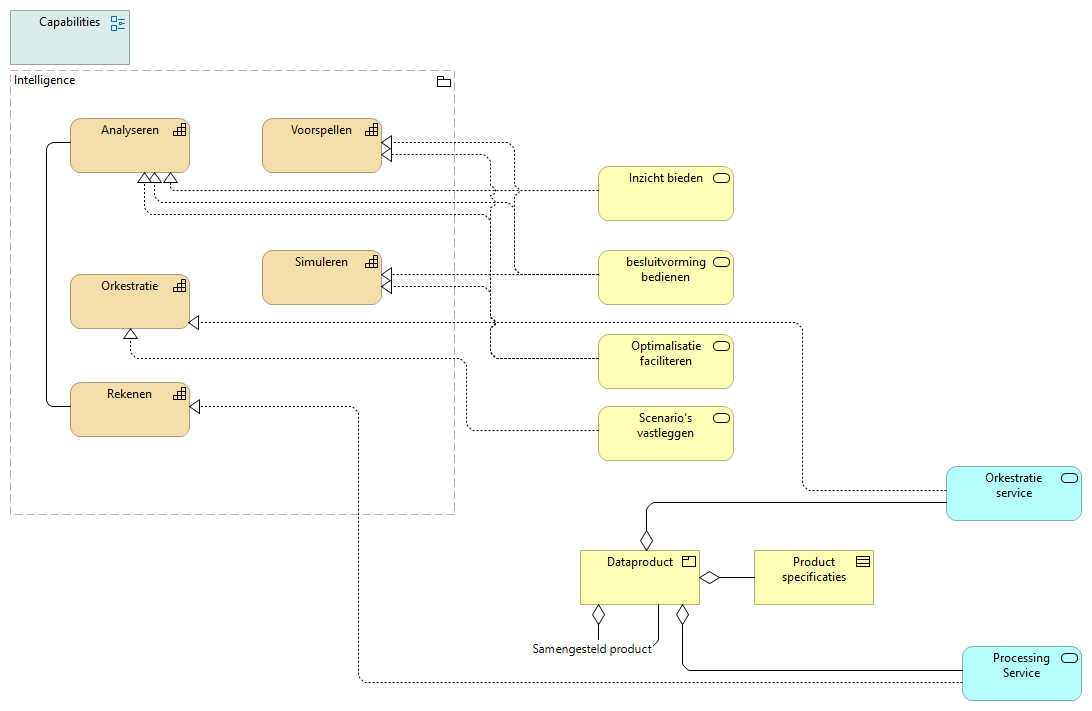 Capabilities
Intelligence
Analyseren
Voorspellen
Inzicht bieden
Simuleren
besluitvorming
bedienen
Orkestratie
Optimalisatie
faciliteren
Rekenen
Scenario's
vastleggen
Orkestratie
service
Dataproduct
Product
specificaties
Samengesteld product
Processing
Service